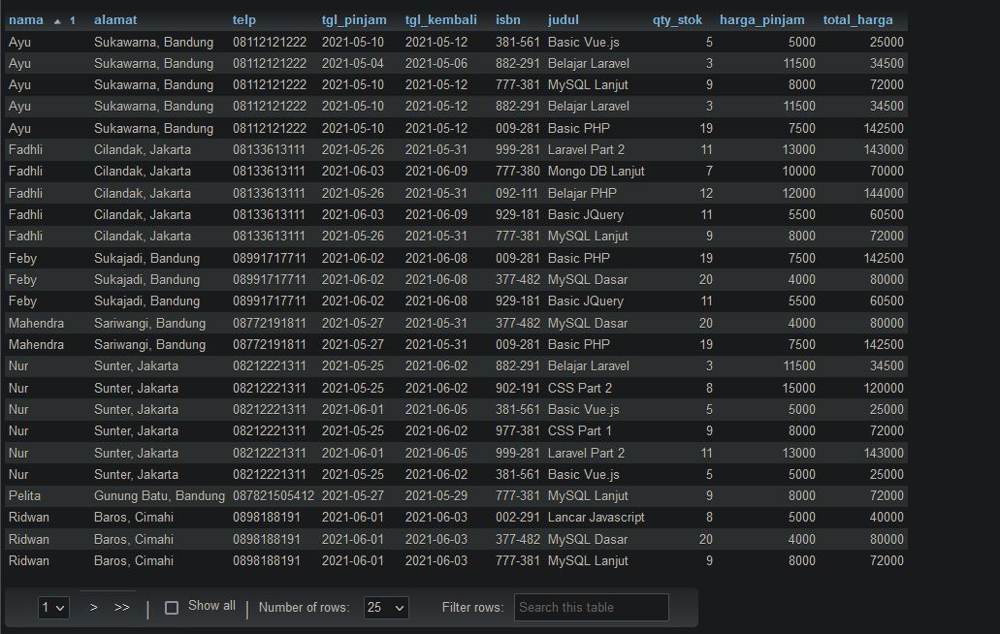 nama 1 alamat telp tgl_pinjam tgl_kembali isbn judul qty_stok harga_pinjam total_harga
Ayu Sukawarna, Bandung 08112121222 2021-05-10 2021-05-12 381-561 Basic Vue.js 5 5000 25000
Ayu Sukawarna, Bandung 08112121222 2021-05-04 2021-05-06 882-291 Belajar Laravel 3 11500 34500
Ayu Sukawarna, Bandung 08112121222 2021-05-10 2021-05-12 777-381 MySQL Lanjut 9 8000 72000
Ayu Sukawarna, Bandung 08112121222 2021-05-10 2021-05-12 882-291 Belajar Laravel 3 11500 34500
Ayu Sukawarna, Bandung 08112121222 2021-05-10 2021-05-12 009-281 Basic PHP 19 7500 142500
Fadhli Cilandak, Jakarta 08133613111 2021-05-26 2021-05-31 999-281 Laravel Part 2 11 13000 143000
Fadhli Cilandak, Jakarta 08133613111 2021-06-03 2021-06-09 777-380 Mongo DB Lanjut 7 10000 70000
Fadhli Cilandak, Jakarta 08133613111 2021-05-26 2021-05-31 092-111 Belajar PHP 12 12000 144000
Fadhli Cilandak, Jakarta 08133613111 2021-06-03 2021-06-09 929-181 Basic JQuery 11 5500 60500
Fadhli Cilandak, Jakarta 08133613111 2021-05-26 2021-05-31 777-381 MySQL Lanjut 9 8000 72000
Feby Sukajadi, Bandung 08991717711 2021-06-02 2021-06-08 009-281 Basic PHP 19 7500 142500
Feby Sukajadi, Bandung 08991717711 2021-06-02 2021-06-08 377-482 MySQL Dasar 20 4000 80000
Feby Sukajadi, Bandung 08991717711 2021-06-02 2021-06-08 929-181 Basic JQuery 11 5500 60500
Mahendra Sariwangi, Bandung 08772191811 2021-05-27 2021-05-31 377-482 MySQL Dasar 20 4000 80000
Mahendra Sariwangi, Bandung 08772191811 2021-05-27 2021-05-31 009-281 Basic PHP 19 7500 142500
Nur Sunter, Jakarta 08212221311 2021-05-25 2021-06-02 882-291 Belajar Laravel 3 11500 34500
Nur Sunter, Jakarta 08212221311 2021-05-25 2021-06-02 902-191 CSS Part 2 8 15000 120000
Nur Sunter, Jakarta 08212221311 2021-06-01 2021-06-05 381-561 Basic Vue.js 5 5000 25000
Nur Sunter, Jakarta 08212221311 2021-05-25 2021-06-02 977-381 CSS Part 1 9 8000 72000
Nur Sunter, Jakarta 08212221311 2021-06-01 2021-06-05 999-281 Laravel Part 2 11 13000 143000
Nur Sunter, Jakarta 08212221311 2021-05-25 2021-06-02 381-561 Basic Vue.js 5 5000 25000
Pelita Gunung Batu, Bandung 087821505412 2021-05-27 2021-05-29 777-381 MySQL Lanjut 9 8000 72000
Ridwan Baros, Cimahi 0898188191 2021-06-01 2021-06-03 002-291 Lancar Javascript 8 5000 40000
Ridwan Baros, Cimahi 0898188191 2021-06-01 2021-06-03 377-482 MySQL Dasar 20 4000 80000
Ridwan Baros, Cimahi 0898188191 2021-06-01 2021-06-03 777-381 MySQL Lanjut 9 8000 72000
1 > >> | Show all | Number of rows: 25 Filter rows: Search this table